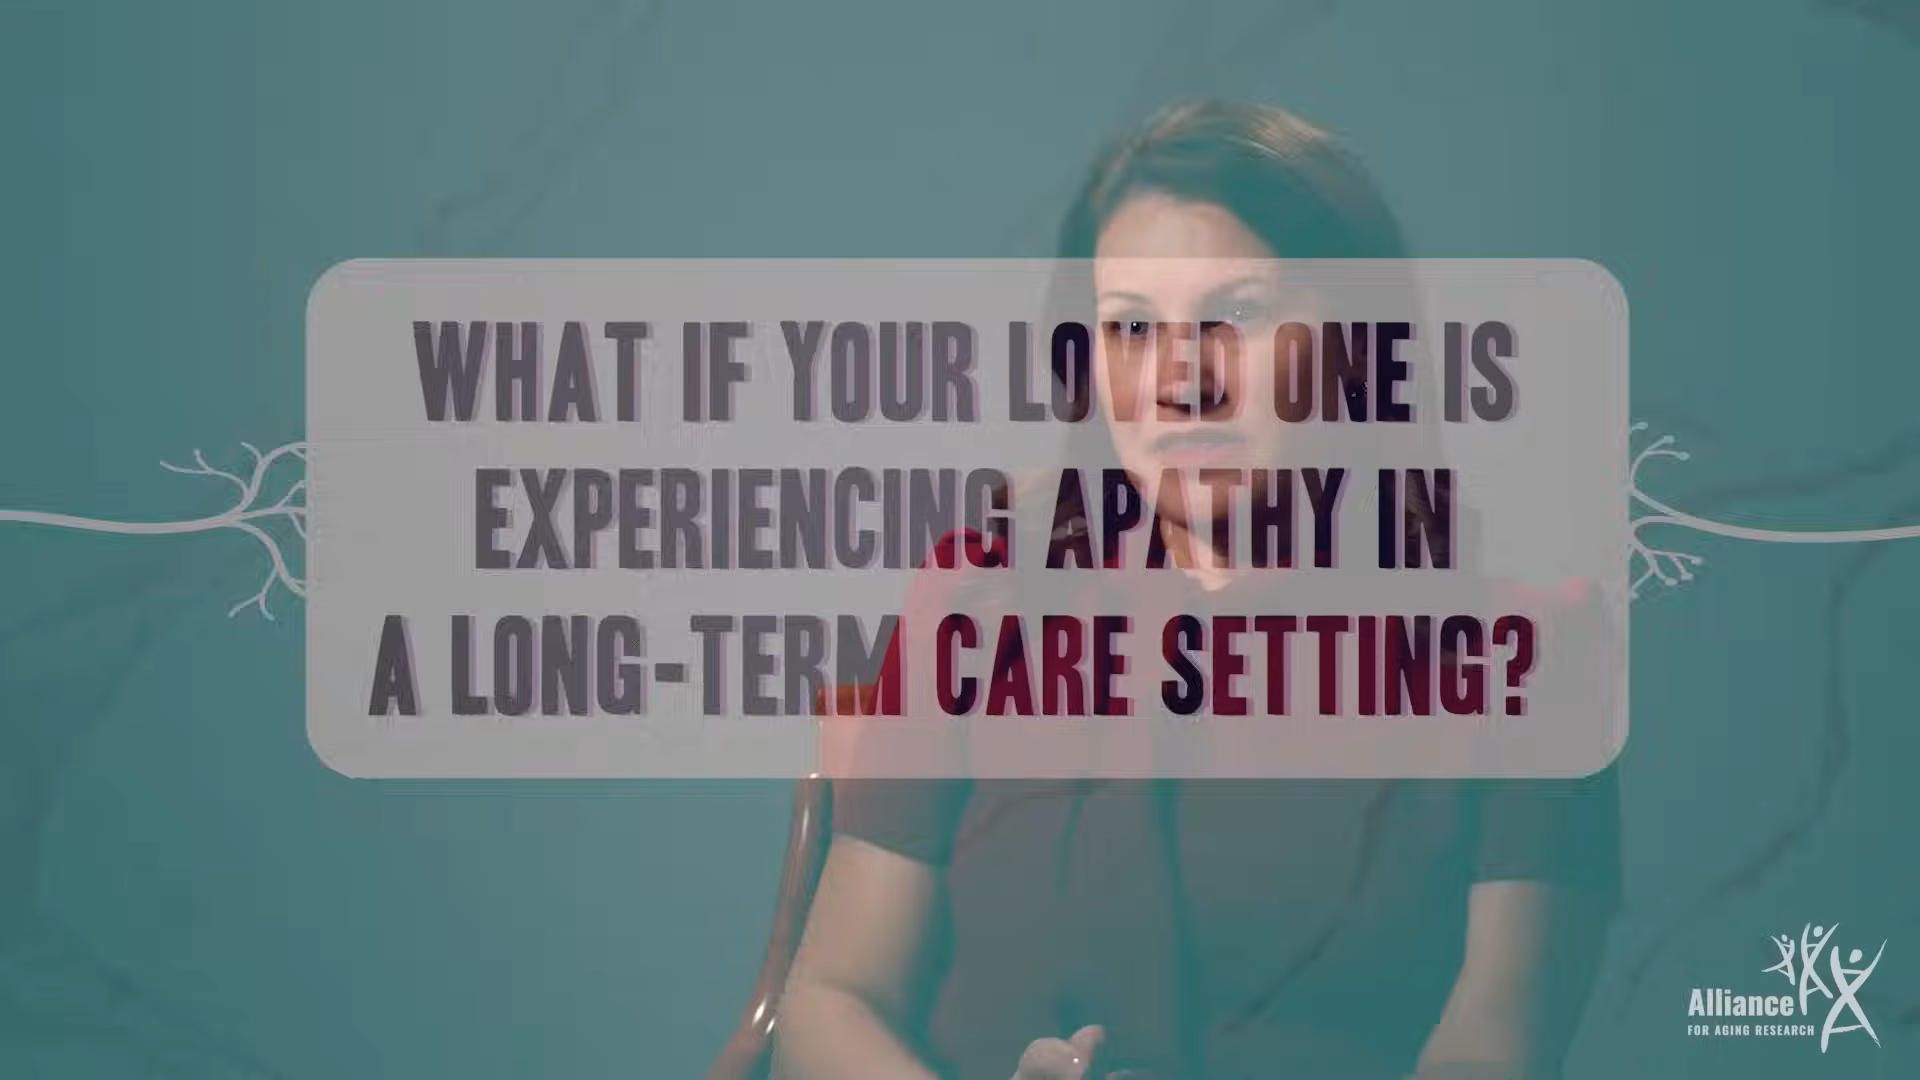 WHAT IF YOUR LOVED ONE IS
EXPERIENCING APATHY IN
A LONG-TERM CARE SETTING?
Alliance
FOR AGING RESEARCH